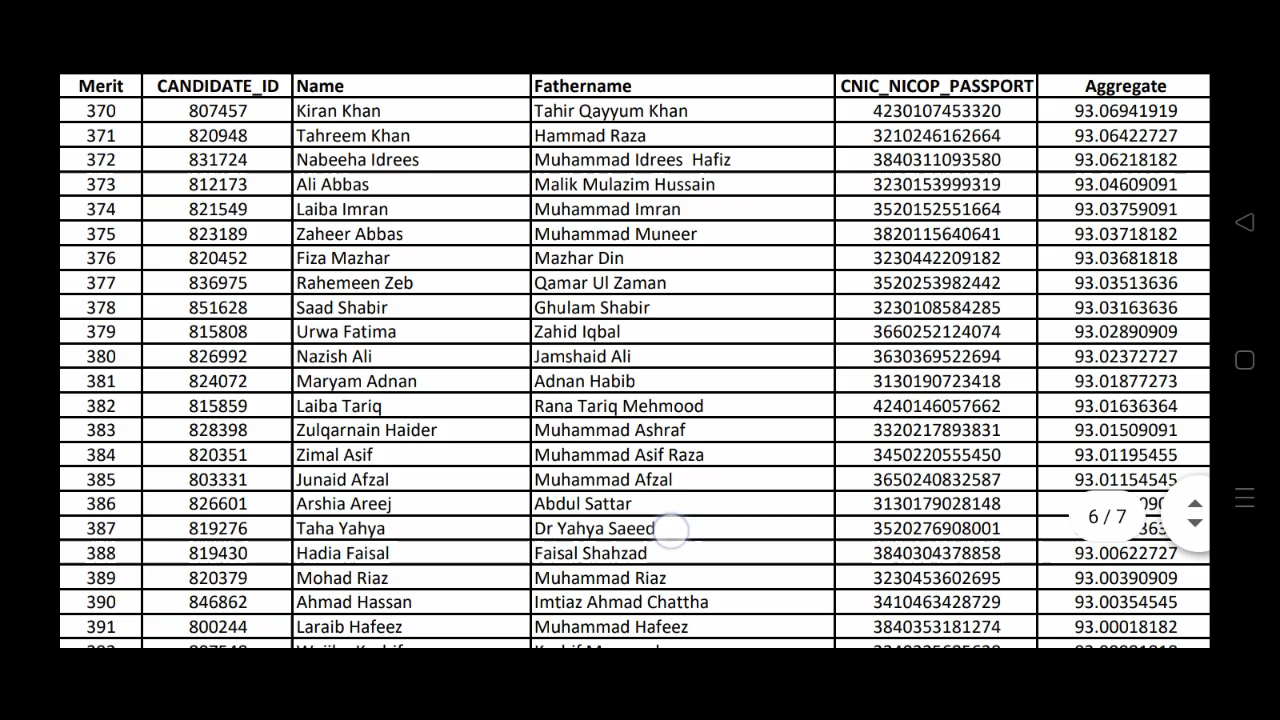 Merit CANDIDATE_ID Name Fathername CNIC_NICOP_PASSPORT Aggregate
370 807457 Kiran Khan Tahir Qayyum Khan 4230107453320 93.06941919
371 820948 Tahreem Khan Hammad Raza 3210246162664 93.06422727
372 831724 Nabeeha Idrees Muhammad Idrees  Hafiz 3840311093580 93.06218182
373 812173 Ali Abbas Malik Mulazim Hussain 3230153999319 93.04609091
374 821549 Laiba Imran Muhammad Imran 3520152551664 93.03759091
375 823189 Zaheer Abbas Muhammad Muneer 3820115640641 93.03718182
376 820452 Fiza Mazhar Mazhar Din 3230442209182 93.03681818
377 836975 Rahemeen Zeb Qamar Ul Zaman 3520253982442 93.03513636
378 851628 Saad Shabir Ghulam Shabir 3230108584285 93.03163636
379 815808 Urwa Fatima Zahid Iqbal 3660252124074 93.02890909
380 826992 Nazish Ali Jamshaid Ali 3630369522694 93.02372727
381 824072 Maryam Adnan Adnan Habib 3130190723418 93.01877273
382 815859 Laiba Tariq Rana Tariq Mehmood 4240146057662 93.01636364
383 828398 Zulqarnain Haider Muhammad Ashraf 3320217893831 93.01509091
384 820351 Zimal Asif Muhammad Asif Raza 3450220555450 93.01195455
385 803331 Junaid Afzal Muhammad Afzal 3650240832587 93.01154545
386 826601 Arshia Areej Abdul Sattar 3130179028148
6 / 7
387 819276 Taha Yahya Dr Yahya Saeed 3520276908001
388 819430 Hadia Faisal Faisal Shahzad 3840304378858 93.00622727
389 820379 Mohad Riaz Muhammad Riaz 3230453602695 93.00390909
390 846862 Ahmad Hassan Imtiaz Ahmad Chattha 3410463428729 93.00354545
391 800244 Laraib Hafeez Muhammad Hafeez 3840353181274 93.00018182